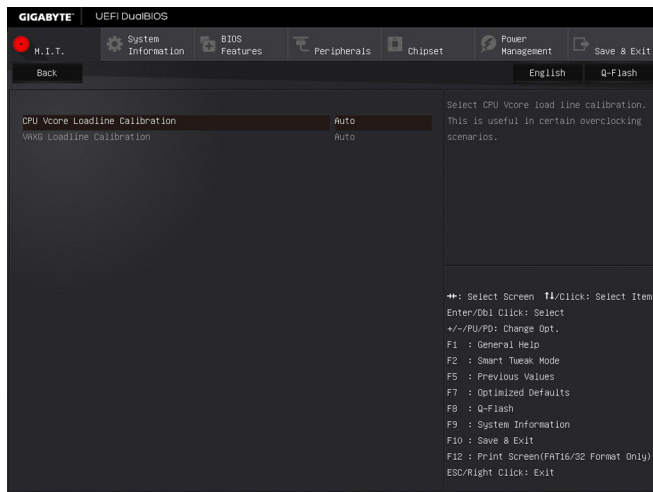 GIGABYTE™ UEFI DualBIOS
M.I.T. System Information BIOS Features Peripherals Chipset Power Management Save & Exit
Back English Q-Flash
CPU Vcore Loadline Calibration Auto
VAXG Loadline Calibration Auto
Select CPU Vcore load line calibration.
This is useful in certain overclocking
scenarios.
→←: Select Screen ↑↓/Click: Select Item
Enter/Dbl Click: Select
+/-/PU/PD: Change Opt.
F1 : General Help
F2 : Smart Tweak Mode
F5 : Previous Values
F7 : Optimized Defaults
F8 : Q-Flash
F9 : System Information
F10 : Save & Exit
F12 : Print Screen(FAT16/32 Format Only)
ESC/Right Click: Exit